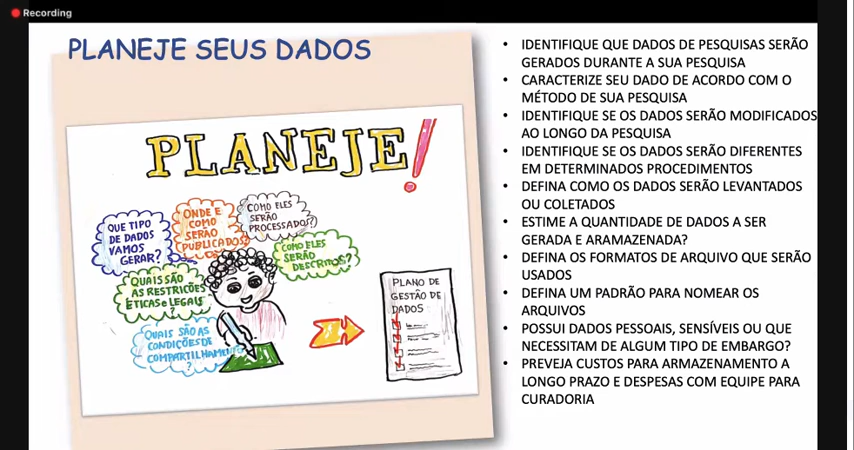 Recording
PLANEJE SEUS DADOS
PLANEJE!
QUE TIPO
DE DADOS
VAMOS
GERAR?
ONDE E
COMO
SERÃO
PUBLICADOS
COMO ELES
SERÃO
PROCESSADOS?
COMO ELES
SERÃO
DESCRITOS?
QUAIS SÃO
AS RESTRIÇÕES
ÉTICAS e LEGAIS
?
QUAIS SÃO AS
CONDIÇÕES DE
COMPARTILHAMENTO
?
PLANO DE
GESTÃO DE
DADOS
• IDENTIFIQUE QUE DADOS DE PESQUISAS SERÃO
GERADOS DURANTE A SUA PESQUISA
• CARACTERIZE SEU DADO DE ACORDO COM O
MÉTODO DE SUA PESQUISA
• IDENTIFIQUE SE OS DADOS SERÃO MODIFICADOS
AO LONGO DA PESQUISA
• IDENTIFIQUE SE OS DADOS SERÃO DIFERENTES
EM DETERMINADOS PROCEDIMENTOS
• DEFINA COMO OS DADOS SERÃO LEVANTADOS
OU COLETADOS
• ESTIME A QUANTIDADE DE DADOS A SER
GERADA E ARAMAZENADA?
• DEFINA OS FORMATOS DE ARQUIVO QUE SERÃO
USADOS
• DEFINA UM PADRÃO PARA NOMEAR OS
ARQUIVOS
• POSSUI DADOS PESSOAIS, SENSÍVEIS OU QUE
NECESSITAM DE ALGUM TIPO DE EMBARGO?
• PREVEJA CUSTOS PARA ARMAZENAMENTO A
LONGO PRAZO E DESPESAS COM EQUIPE PARA
CURADORIA